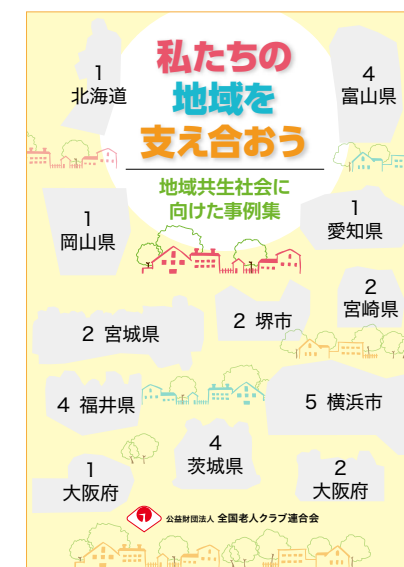 私たちの
地域を
支え合おう
地域共生社会に
向けた事例集
1
北海道
4
富山県
1
岡山県
1
愛知県
2
宮崎県
2 宮城県
2 堺市
4 福井県
5 横浜市
4
茨城県
1
大阪府
2
大阪府
公益財団法人 全国老人クラブ連合会